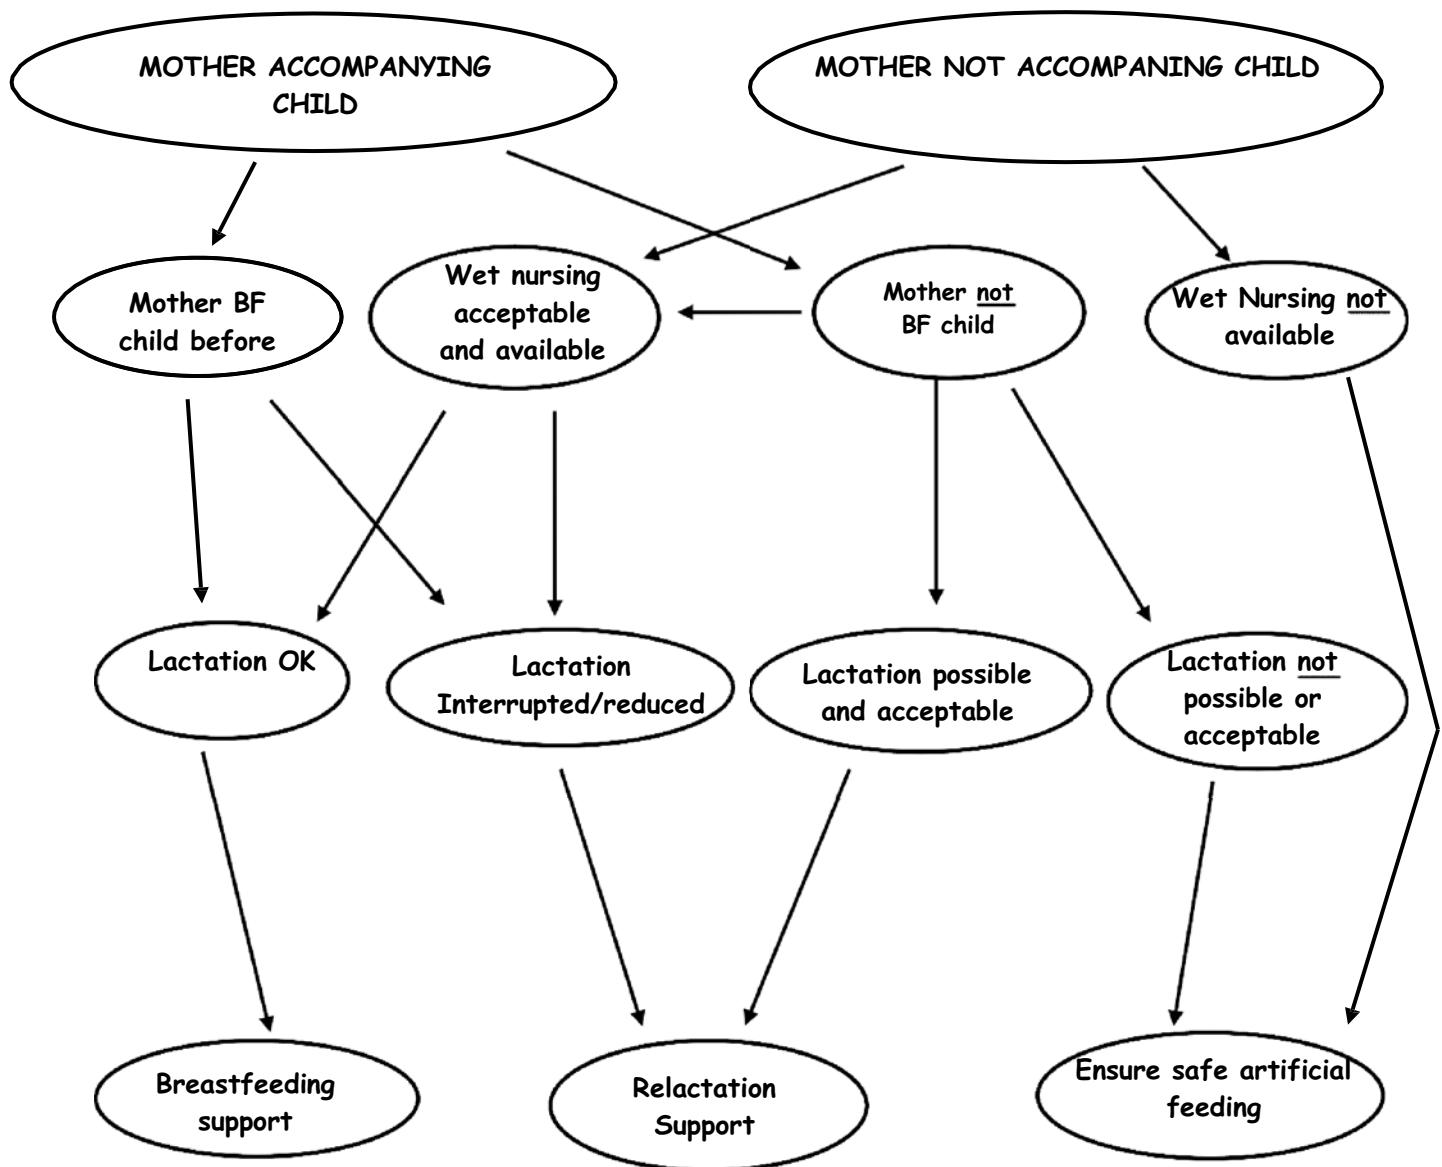 MOTHER ACCOMPANYING
CHILD
MOTHER NOT ACCOMPANING CHILD
Mother BF
child before
Wet nursing
acceptable
and available
Mother not
BF child
Wet Nursing not
available
Lactation OK
Lactation
Interrupted/reduced
Lactation possible
and acceptable
Lactation not
possible or
acceptable
Breastfeeding
support
Relactation
Support
Ensure safe artificial
feeding